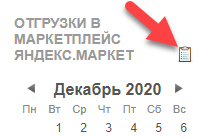 ОТГРУЗКИ В
МАРКЕТПЛЕЙС
ЯНДЕКС.МАРКЕТ
Декабрь 2020
Пн Вт Ср Чт Пт Сб Вс
1 2 3 4 5 6